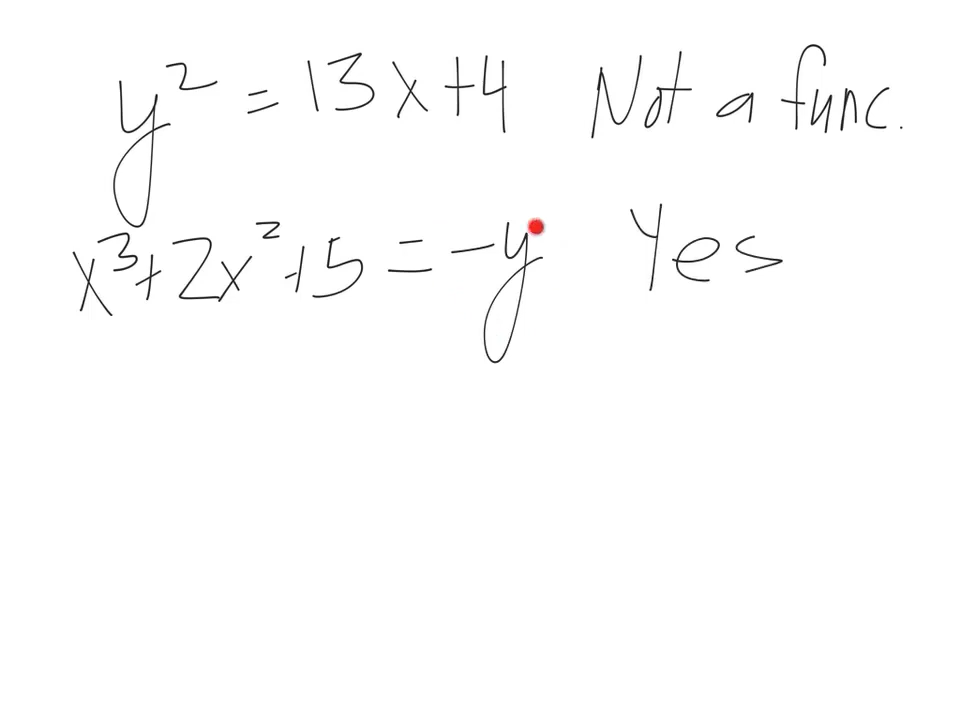 y² = 13x+4 Not a func.
x³+2x²+15 = -y Yes